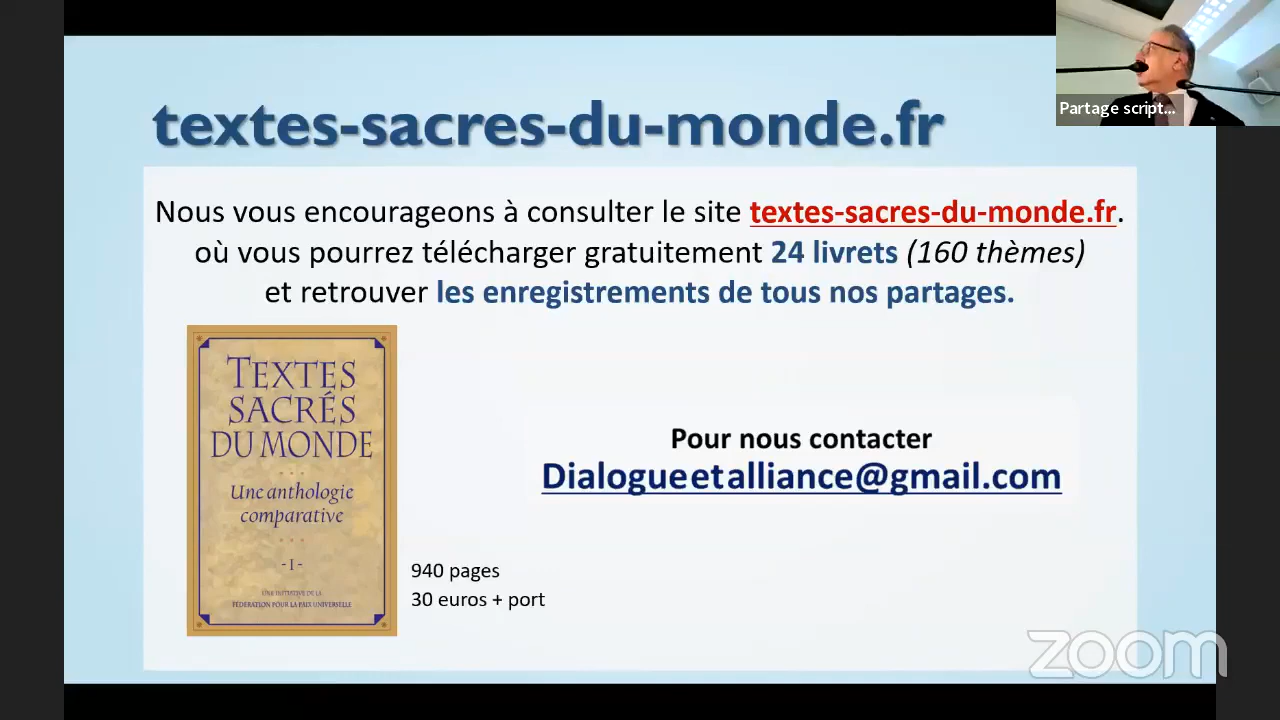 textes-sacres-du-monde.fr
Partage script...
Nous vous encourageons à consulter le site textes-sacres-du-monde.fr.
où vous pourrez télécharger gratuitement 24 livrets (160 thèmes)
et retrouver les enregistrements de tous nos partages.
TEXTES
SACRÉS
DU MONDE
Une anthologie
comparative
- I -
UNE INITIATIVE DE LA
FÉDÉRATION POUR LA PAIX UNIVERSELLE
Pour nous contacter
Dialogueetalliance@gmail.com
940 pages
30 euros + port
zoom